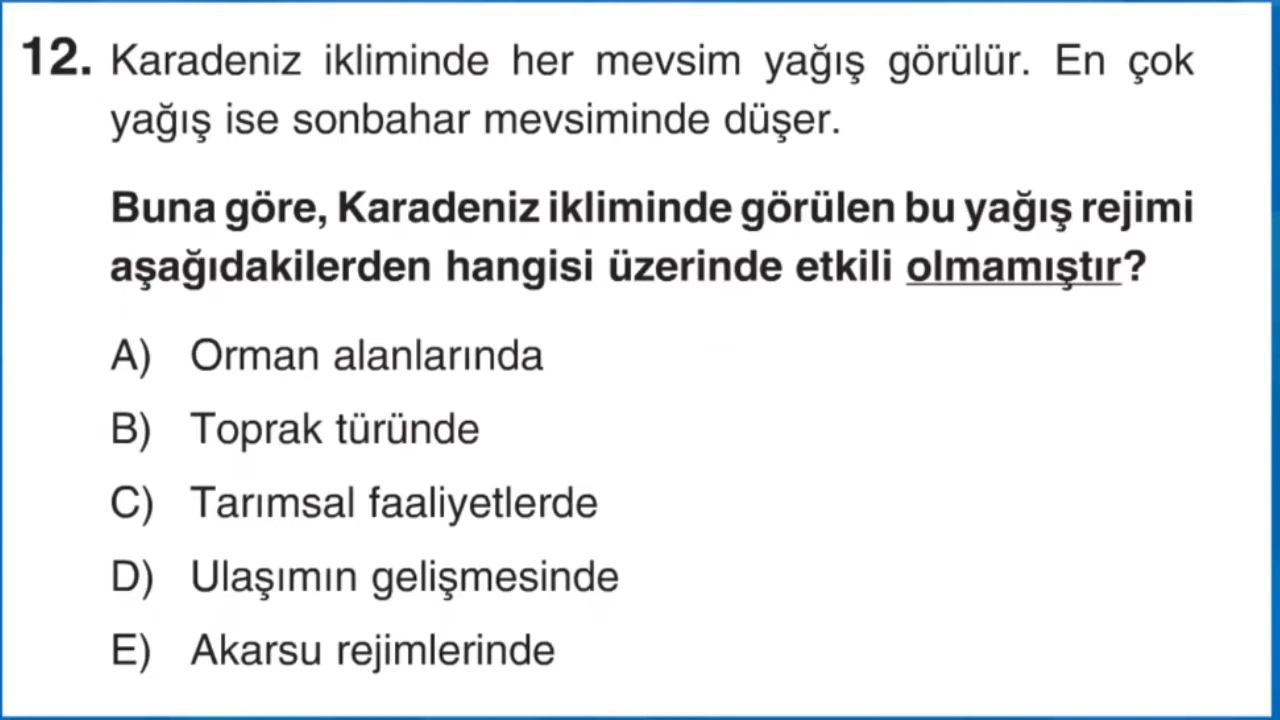 12. Karadeniz ikliminde her mevsim yağış görülür. En çok
yağış ise sonbahar mevsiminde düşer.
Buna göre, Karadeniz ikliminde görülen bu yağış rejimi
aşağıdakilerden hangisi üzerinde etkili olmamıştır?
A) Orman alanlarında
B) Toprak türünde
C) Tarımsal faaliyetlerde
D) Ulaşımın gelişmesinde
E) Akarsu rejimlerinde